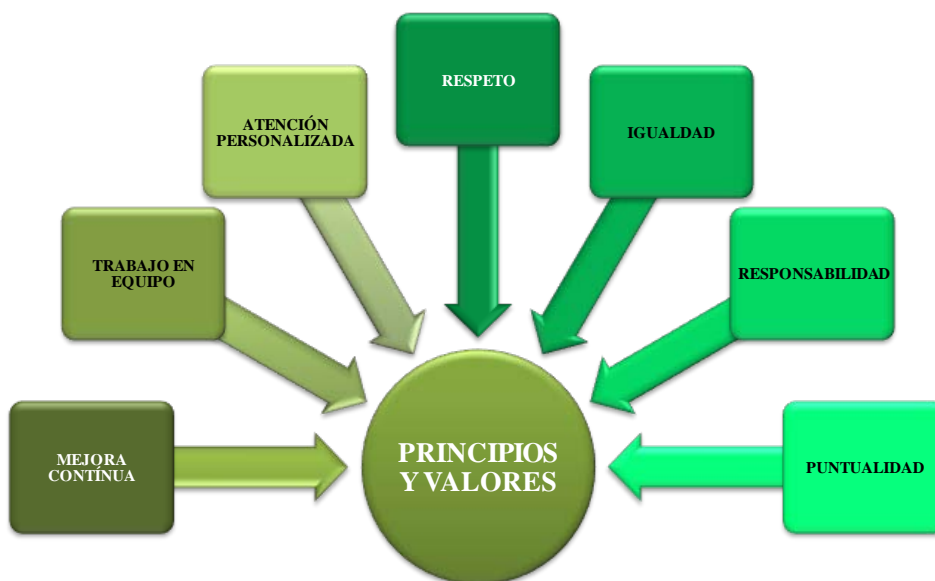 RESPETO
ATENCIÓN
PERSONALIZADA
IGUALDAD
TRABAJO EN
EQUIPO
RESPONSABILIDAD
MEJORA
CONTÍNUA
PRINCIPIOS
Y VALORES
PUNTUALIDAD